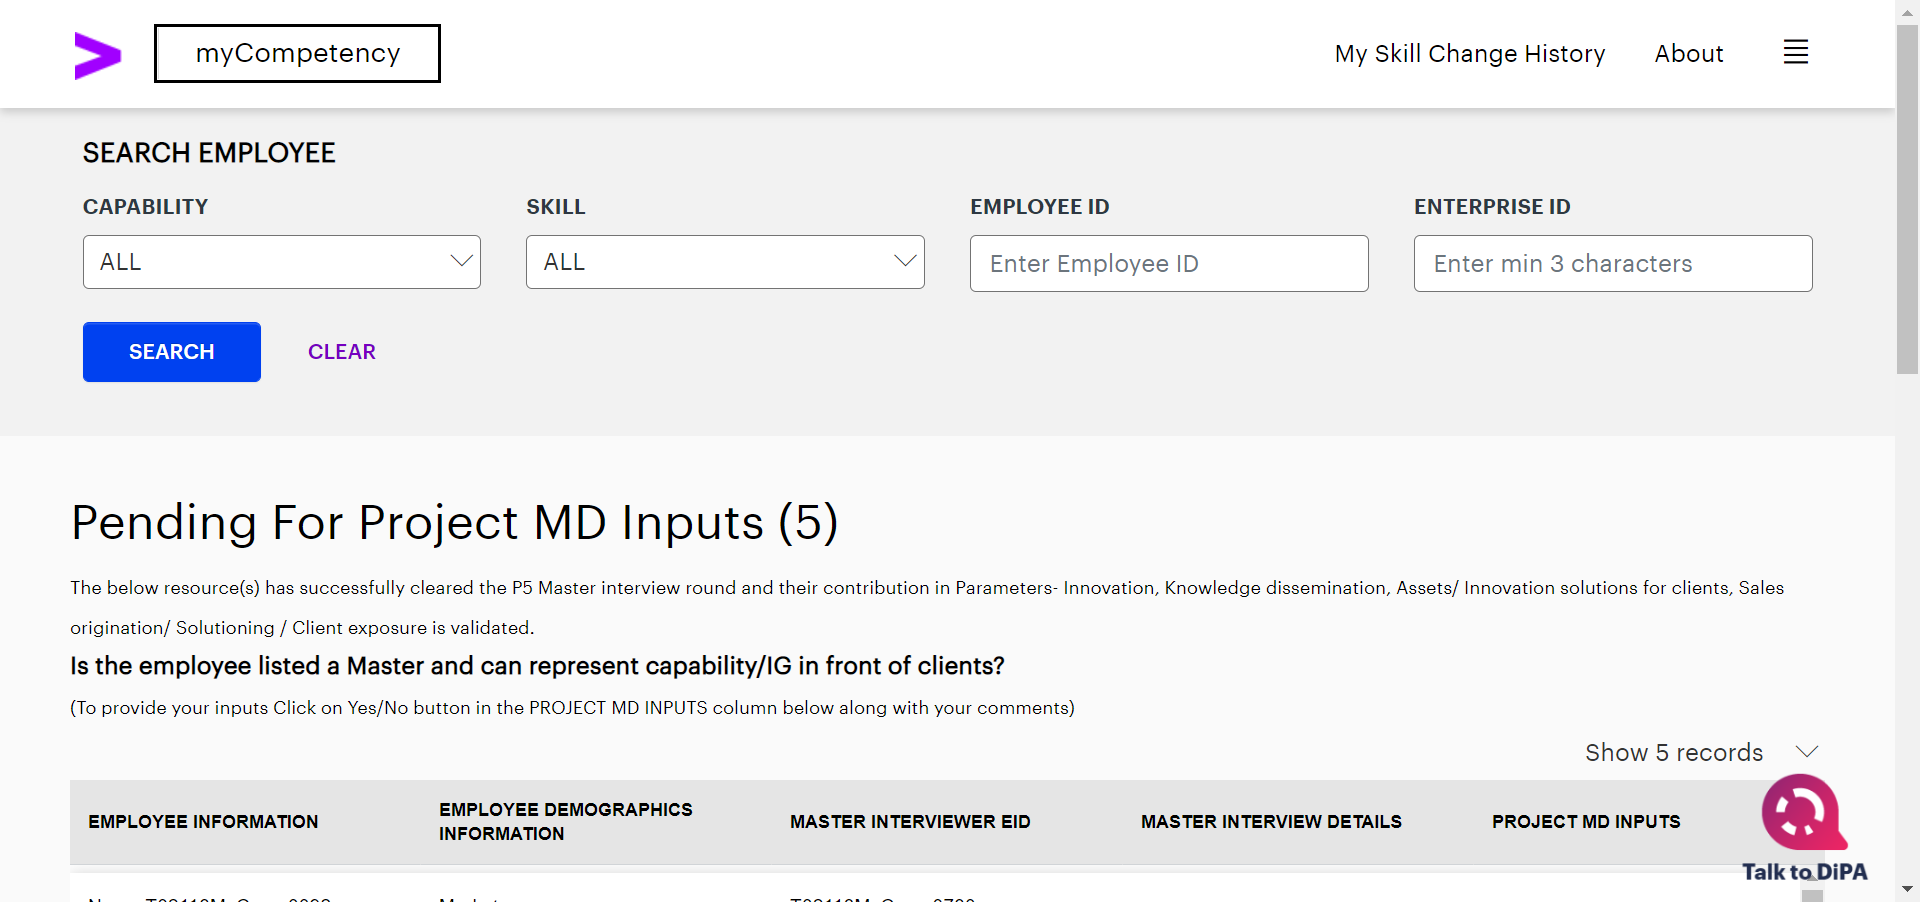 myCompetency
My Skill Change History
About
SEARCH EMPLOYEE
CAPABILITY
SKILL
EMPLOYEE ID
ENTERPRISE ID
ALL
ALL
Enter Employee ID
Enter min 3 characters
SEARCH
CLEAR
Pending For Project MD Inputs (5)
The below resource(s) has successfully cleared the P5 Master interview round and their contribution in Parameters- Innovation, Knowledge dissemination, Assets/ Innovation solutions for clients, Sales
origination/ Solutioning / Client exposure is validated.
Is the employee listed a Master and can represent capability/IG in front of clients?
(To provide your inputs Click on Yes/No button in the PROJECT MD INPUTS column below along with your comments)
Show 5 records
EMPLOYEE INFORMATION
EMPLOYEE DEMOGRAPHICS
INFORMATION
MASTER INTERVIEWER EID
MASTER INTERVIEW DETAILS
PROJECT MD INPUTS
Talk to DiPA